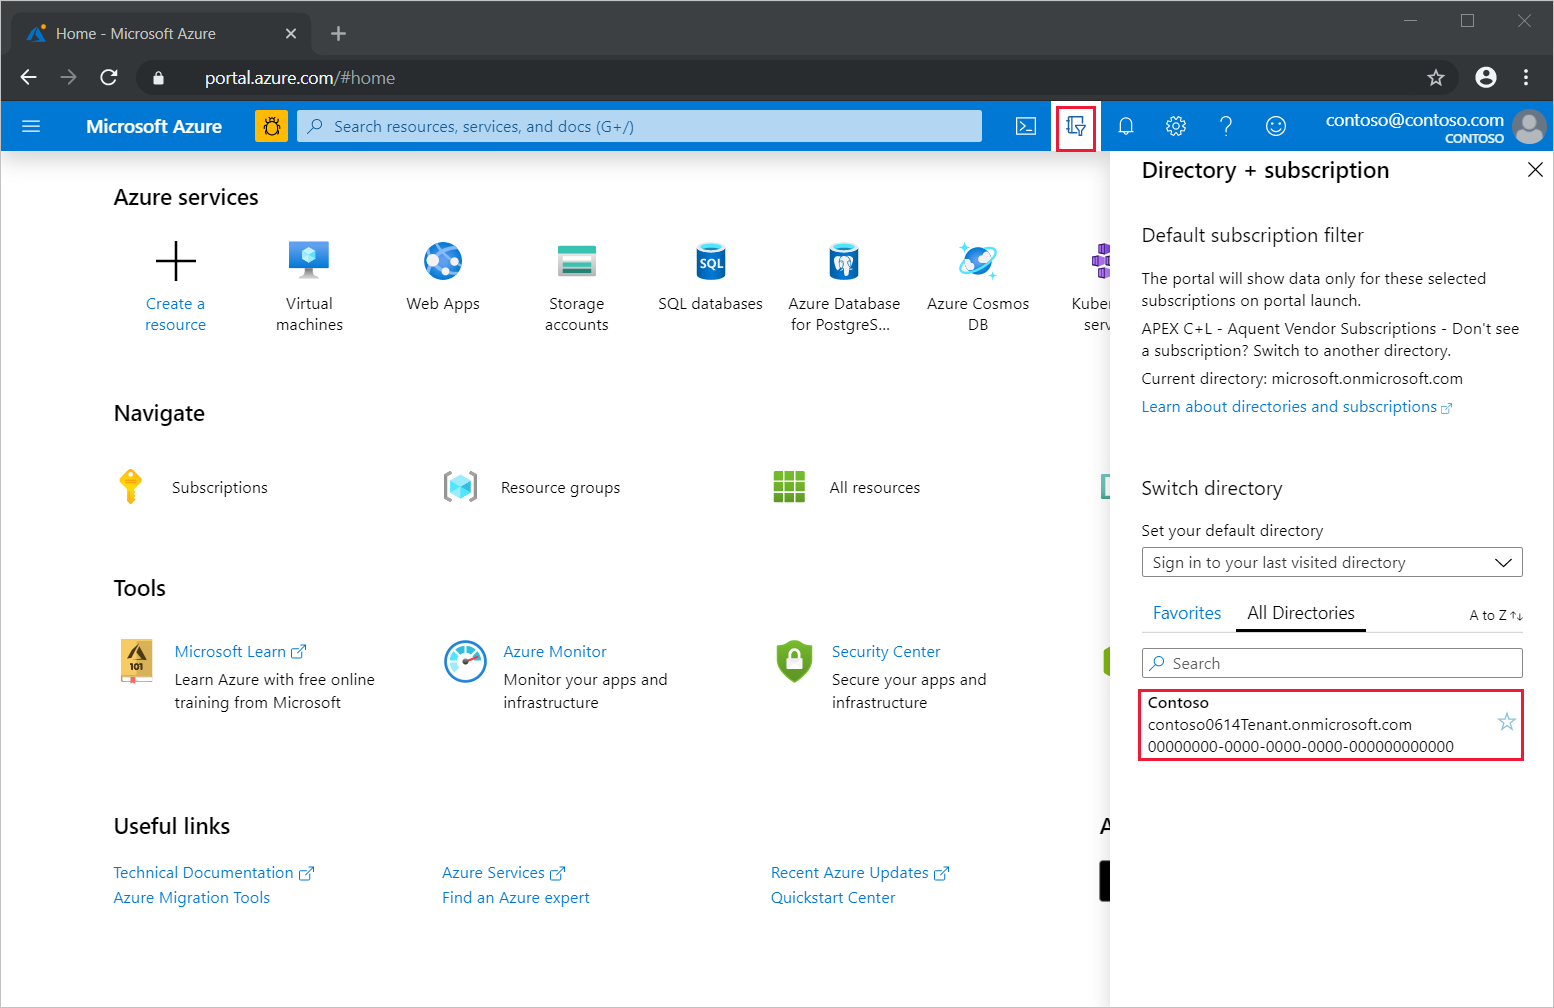 Home - Microsoft Azure
portal.azure.com/#home
Microsoft Azure
Search resources, services, and docs (G+/)
contoso@contoso.com
CONTOSO
Azure services
Create a
resource
Virtual
machines
Web Apps
Storage
accounts
SQL
SQL databases
Azure Database
for PostgreS...
Azure Cosmos
DB
Kuber
serv
Navigate
Subscriptions
Resource groups
All resources
Tools
101
Microsoft Learn
Learn Azure with free online
training from Microsoft
Azure Monitor
Monitor your apps and
infrastructure
Security Center
Secure your apps and
infrastructure
Useful links
Technical Documentation
Azure Migration Tools
Azure Services
Find an Azure expert
Recent Azure Updates
Quickstart Center
A
Directory + subscription
Default subscription filter
The portal will show data only for these selected
subscriptions on portal launch.
APEX C+L - Aquent Vendor Subscriptions - Don't see
a subscription? Switch to another directory.
Current directory: microsoft.onmicrosoft.com
Learn about directories and subscriptions
Switch directory
Set your default directory
Sign in to your last visited directory
Favorites
All Directories
A to Z
Search
Contoso
contoso0614Tenant.onmicrosoft.com
00000000-0000-0000-0000-000000000000